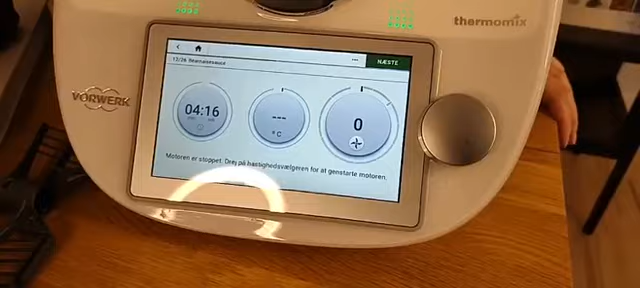 thermomix
VORWERK
NÆSTE
04:16
---
°C
0
Motoren er stoppet. Drej på hastighedsvælgeren for at genstarte motoren.